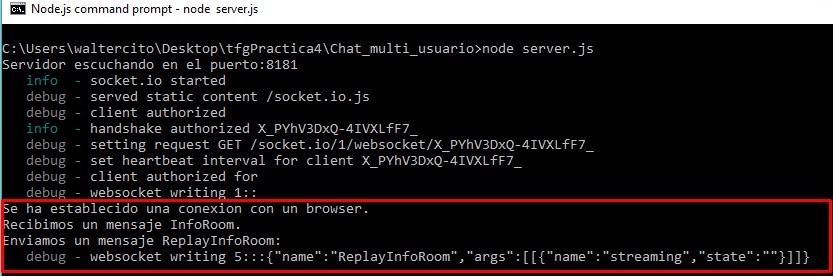 Node.js command prompt - node server.js
C:\Users\waltercito\Desktop\tfgPractica4\Chat_multi_usuario>node server.js
Servidor escuchando en el puerto:8181
info - socket.io started
debug - served static content /socket.io.js
debug - client authorized
info - handshake authorized X_PYhV3DxQ-4IVXLfF7_
debug - setting request GET /socket.io/1/websocket/X_PYhV3DxQ-4IVXLfF7_
debug - set heartbeat interval for client X_PYhV3DxQ-4IVXLfF7_
debug - client authorized for
debug - websocket writing 1::
Se ha establecido una conexion con un browser.
Recibimos un mensaje InfoRoom.
Enviamos un mensaje ReplayInfoRoom:
debug - websocket writing 5:::{"name":"ReplayInfoRoom","args":[[{"name":"streaming","state":""}]]}